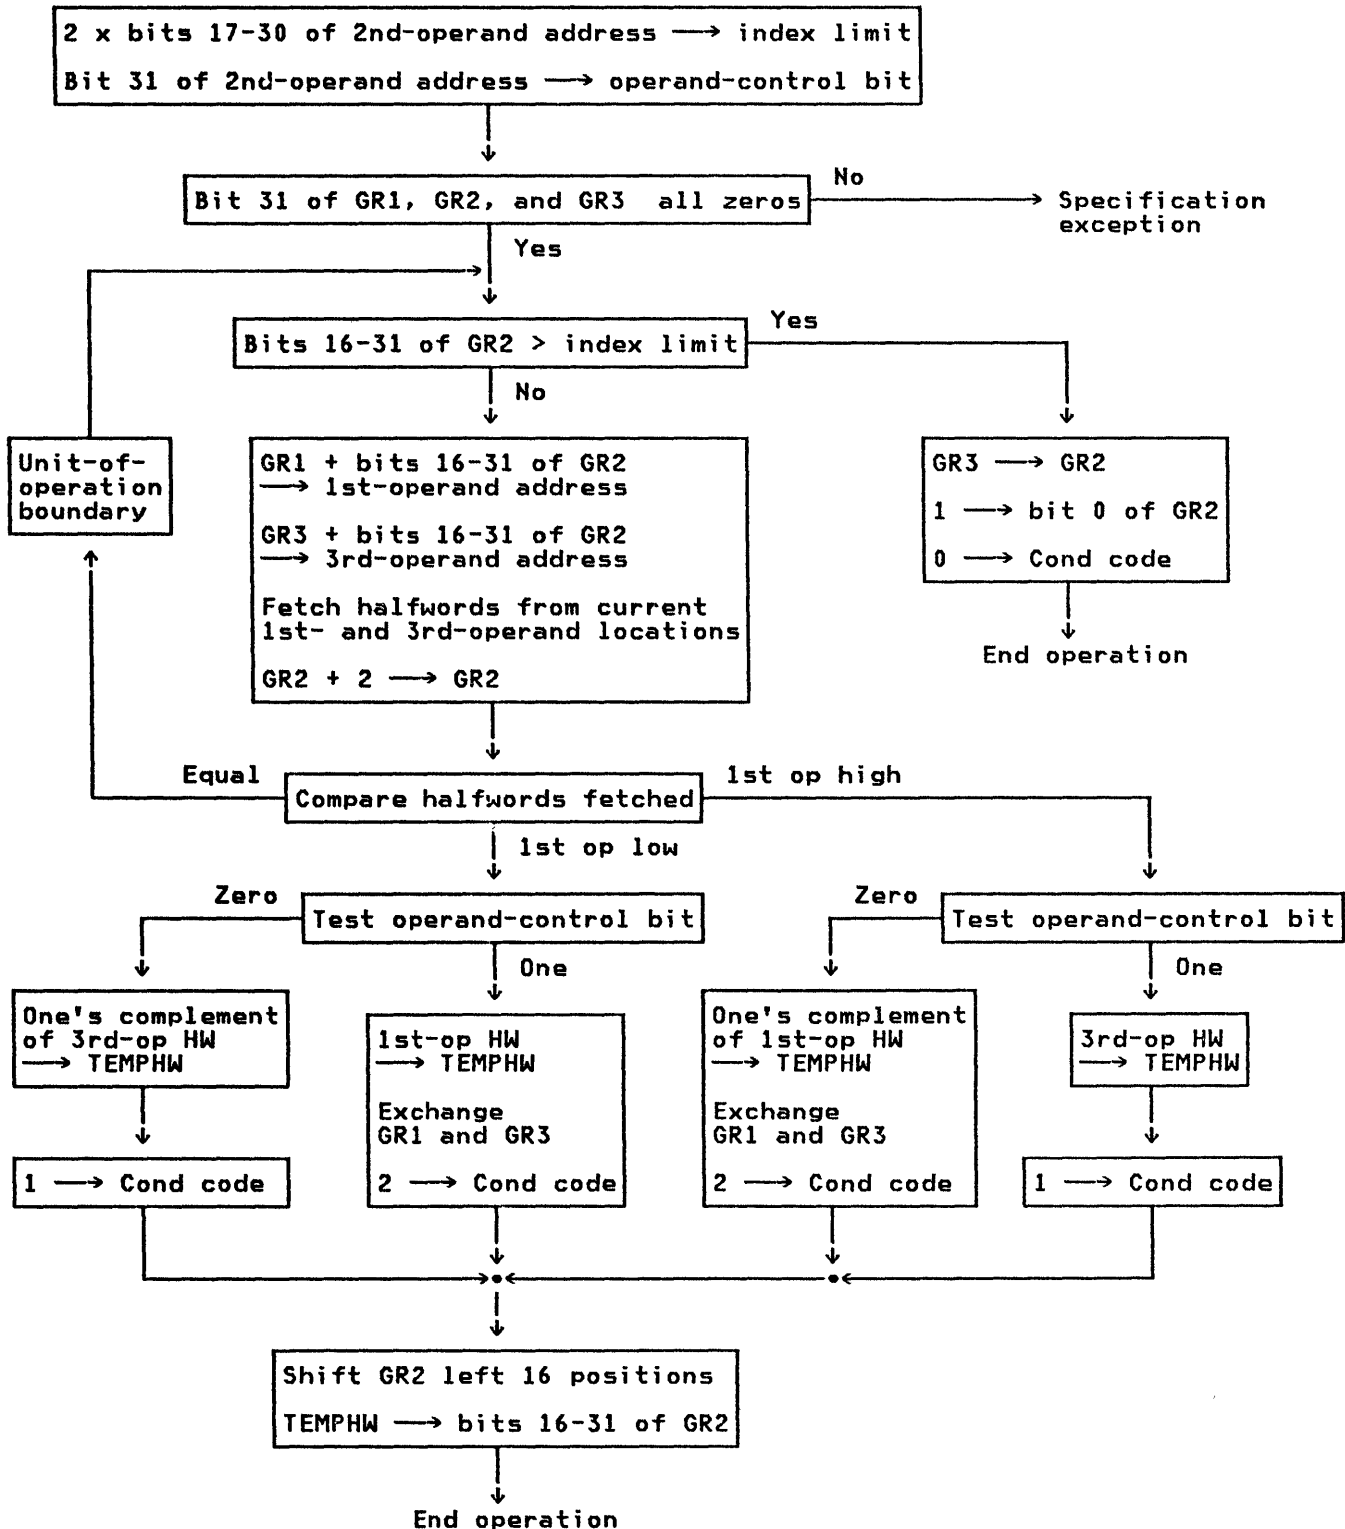 2 x bits 17-30 of 2nd-operand address ⟶ index limit
Bit 31 of 2nd-operand address ⟶ operand-control bit
Bit 31 of GR1, GR2, and GR3 all zeros
No
Specification
exception
Yes
Bits 16-31 of GR2 > index limit
Yes
No
Unit-of-
operation
boundary
GR1 + bits 16-31 of GR2
⟶ 1st-operand address
GR3 + bits 16-31 of GR2
⟶ 3rd-operand address
Fetch halfwords from current
1st- and 3rd-operand locations
GR2 + 2 ⟶ GR2
GR3 ⟶ GR2
1 ⟶ bit 0 of GR2
0 ⟶ Cond code
End operation
Equal
Compare halfwords fetched
1st op high
1st op low
Zero
Test operand-control bit
One
Zero
Test operand-control bit
One
One's complement
of 3rd-op HW
⟶ TEMPHW
1 ⟶ Cond code
1st-op HW
⟶ TEMPHW
Exchange
GR1 and GR3
2 ⟶ Cond code
One's complement
of 1st-op HW
⟶ TEMPHW
Exchange
GR1 and GR3
2 ⟶ Cond code
3rd-op HW
⟶ TEMPHW
1 ⟶ Cond code
Shift GR2 left 16 positions
TEMPHW ⟶ bits 16-31 of GR2
End operation